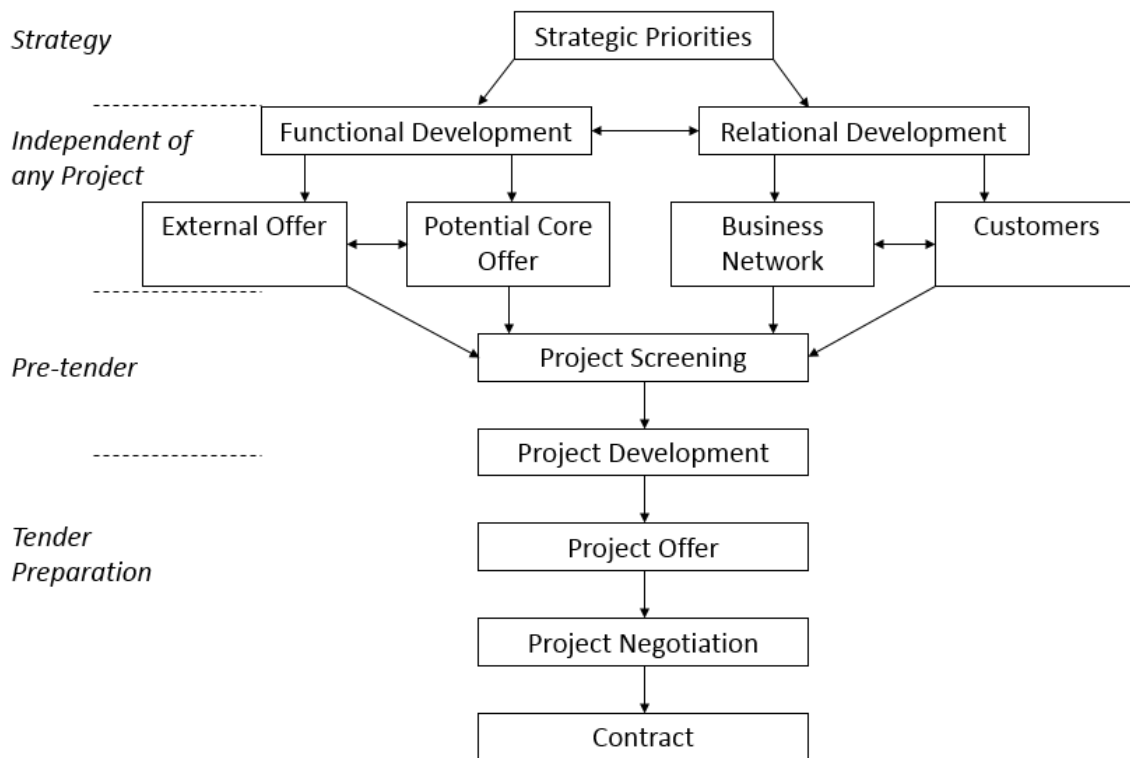 Strategy
Strategic Priorities
Independent of
any Project
Functional Development
Relational Development
External Offer
Potential Core
Offer
Business
Network
Customers
Pre-tender
Project Screening
Project Development
Tender
Preparation
Project Offer
Project Negotiation
Contract